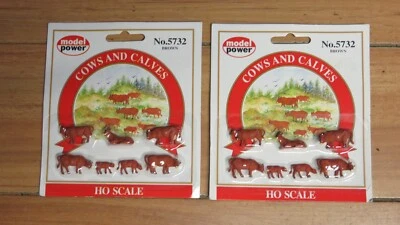 model
power
No.5732
BROWN
COWS AND CALVES
HO SCALE
model
power
No.5732
BROWN
COWS AND CALVES
HO SCALE